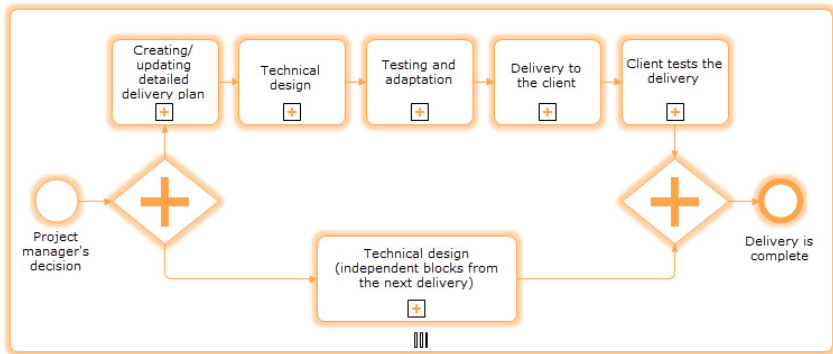 Creating/
updating
detailed
delivery plan
Technical
design
Testing and
adaptation
Delivery to
the client
Client tests the
delivery
Project
manager's
decision
Delivery is
complete
Technical design
(independent blocks from
the next delivery)